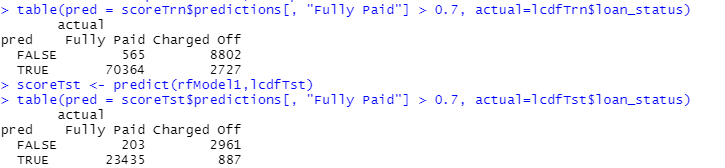 > table(pred = scoreTrn$predictions[, "Fully Paid"] > 0.7, actual=lcdfTrn$loan_status)
       actual
pred    Fully Paid Charged Off
  FALSE        565        8802
  TRUE       70364        2727
> scoreTst <- predict(rfModel1,lcdfTst)
> table(pred = scoreTst$predictions[, "Fully Paid"] > 0.7, actual=lcdfTst$loan_status)
       actual
pred    Fully Paid Charged Off
  FALSE        203        2961
  TRUE       23435         887